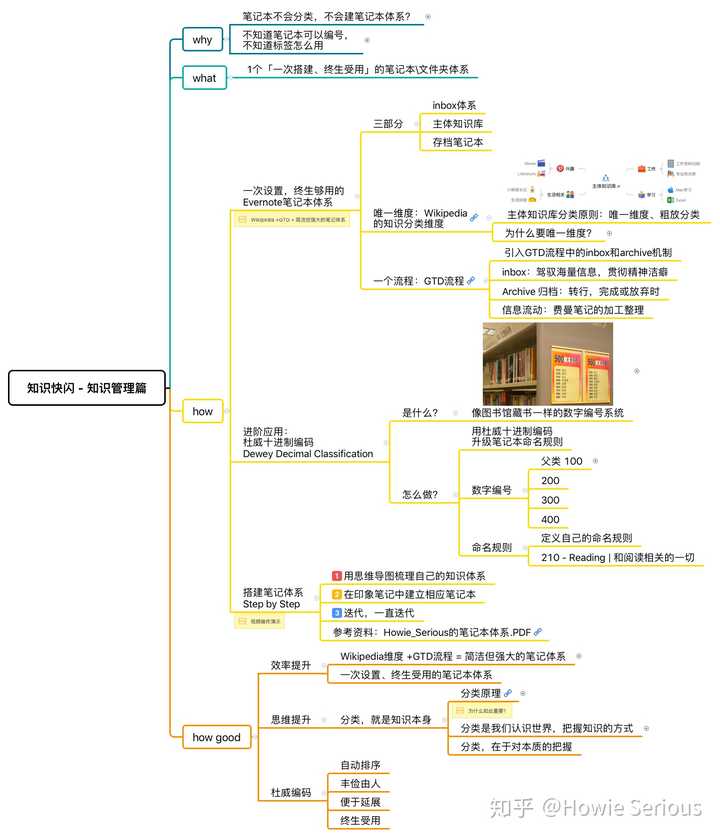 知识快闪 - 知识管理篇
why
笔记本不会分类，不会建笔记本体系？
不知道笔记本可以编号，
不知道标签怎么用
what
1个「一次搭建、终生受用」的笔记本\文件夹体系
how
一次设置，终生够用的
Evernote笔记本体系
Wikipedia +GTD = 简洁但强大的笔记体系
三部分
inbox体系
主体知识库
存档笔记本
唯一维度：Wikipedia
的知识分类维度
主体知识库
兴趣
生活相关
工作
学习
Excel
主体知识库分类原则：唯一维度、粗放分类
为什么要唯一维度？
一个流程：GTD流程
引入GTD流程中的inbox和archive机制
inbox：驾驭海量信息，贯彻精神洁癖
Archive 归档：转行，完成或放弃时
信息流动：费曼笔记的加工整理
进阶应用：
杜威十进制编码
Dewey Decimal Classification
是什么？
像图书馆藏书一样的数字编号系统
怎么做？
用杜威十进制编码
升级笔记本命名规则
数字编号
父类 100
200
300
400
命名规则
定义自己的命名规则
210 - Reading | 和阅读相关的一切
搭建笔记体系
Step by Step
视频操作演示
1 用思维导图梳理自己的知识体系
2 在印象笔记中建立相应笔记本
3 迭代，一直迭代
参考资料：Howie_Serious的笔记本体系.PDF
how good
效率提升
Wikipedia维度 +GTD流程 = 简洁但强大的笔记体系
一次设置、终生受用的笔记本体系
思维提升
分类，就是知识本身
分类原理
为什么如此重要？
分类是我们认识世界，把握知识的方式
分类，在于对本质的把握
杜威编码
自动排序
丰俭由人
便于延展
终生受用
知乎 @Howie Serious